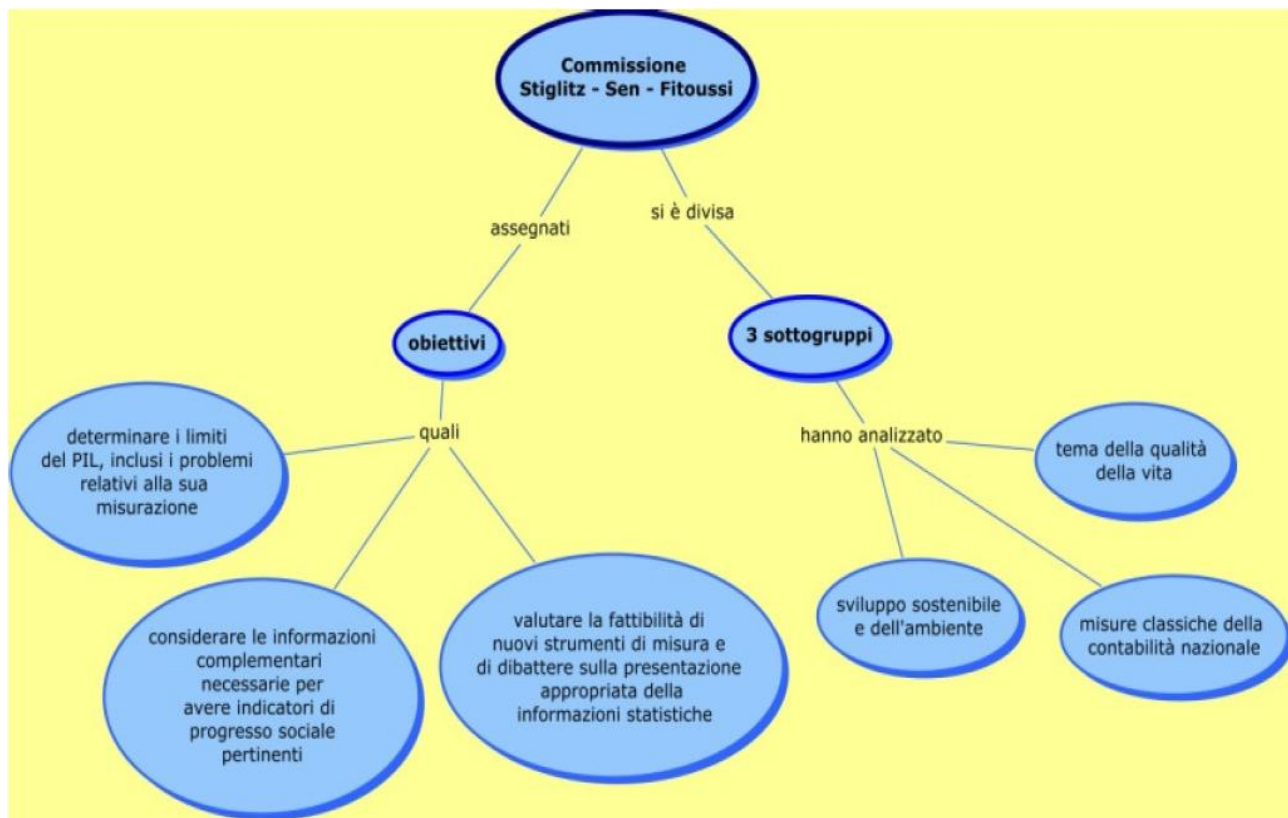 Commissione
Stiglitz - Sen - Fitoussi
assegnati
si è divisa
obiettivi
3 sottogruppi
quali
hanno analizzato
determinare i limiti
del PIL, inclusi i problemi
relativi alla sua
misurazione
considerare le informazioni
complementari
necessarie per
avere indicatori di
progresso sociale
pertinenti
valutare la fattibilità di
nuovi strumenti di misura e
di dibattere sulla presentazione
appropriata della
informazioni statistiche
sviluppo sostenibile
e dell'ambiente
misure classiche della
contabilità nazionale
tema della qualità
della vita